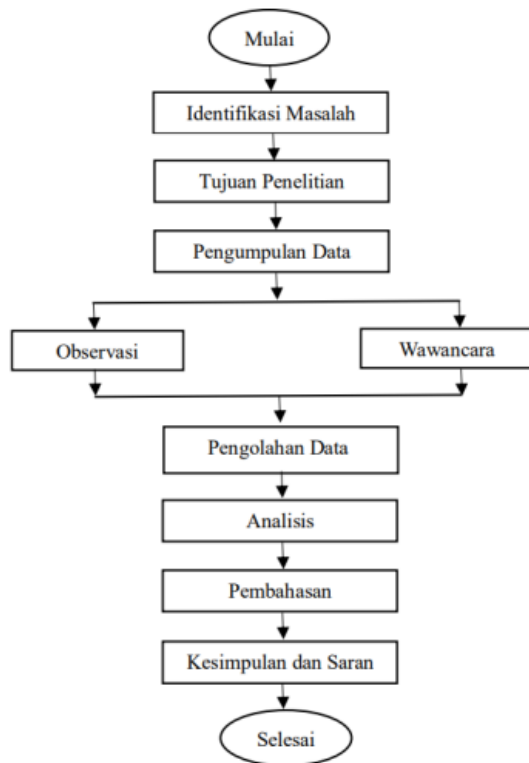 Mulai
Identifikasi Masalah
Tujuan Penelitian
Pengumpulan Data
Observasi
Wawancara
Pengolahan Data
Analisis
Pembahasan
Kesimpulan dan Saran
Selesai